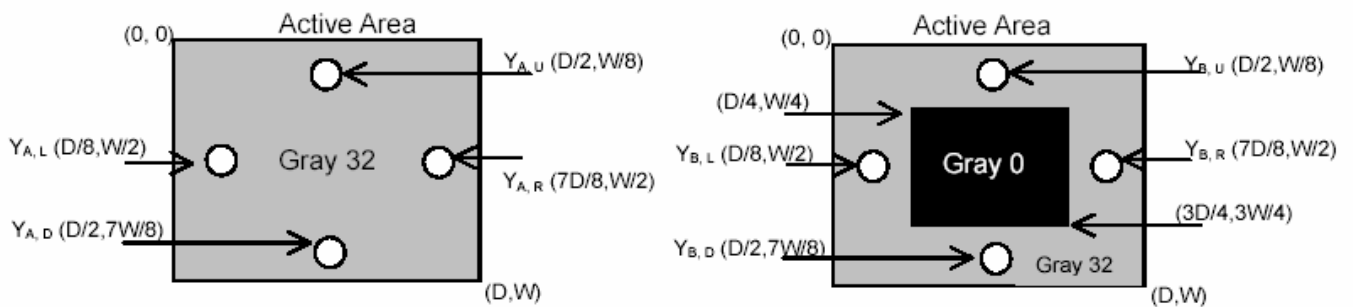 Active Area
(0, 0)
Y_A, U (D/2,W/8)
Y_A, L (D/8,W/2)
Gray 32
Y_A, R (7D/8,W/2)
Y_A, D (D/2,7W/8)
(D,W)
Active Area
(0, 0)
Y_B, U (D/2,W/8)
(D/4,W/4)
Y_B, L (D/8,W/2)
Gray 0
Y_B, R (7D/8,W/2)
(3D/4,3W/4)
Y_B, D (D/2,7W/8)
Gray 32
(D,W)